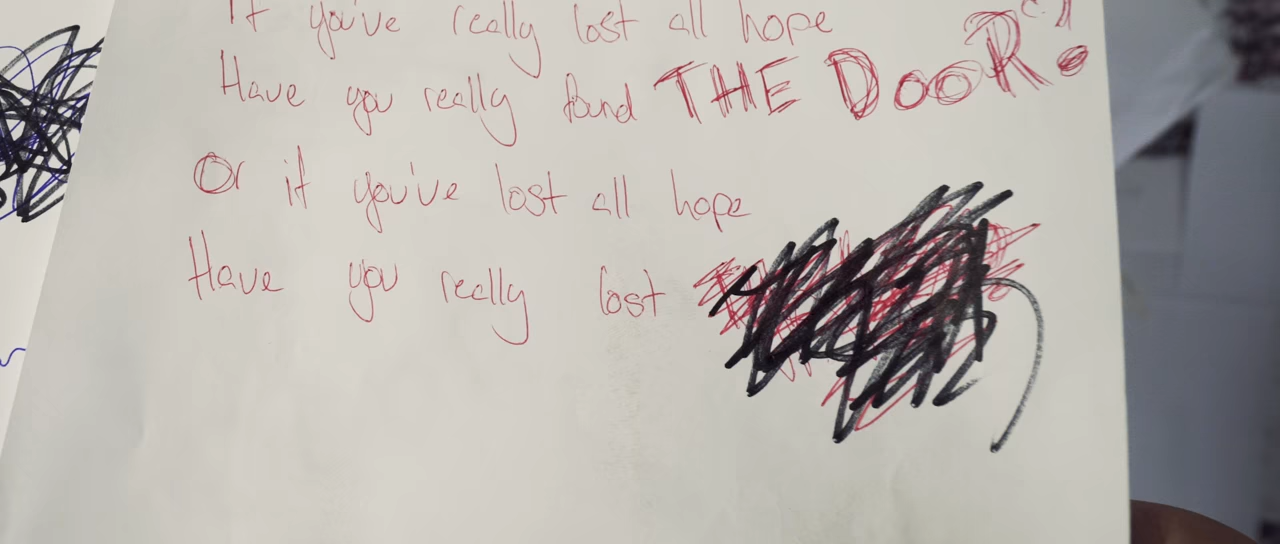 If you've really lost all hope
Have you really found THE DOOR?
Or if you've lost all hope
Have you really lost